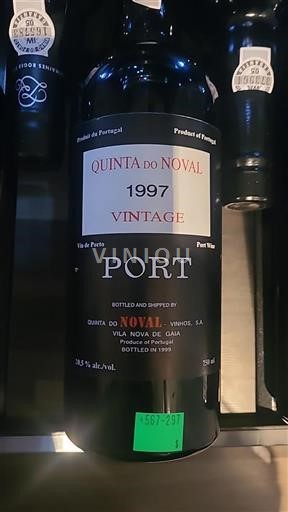 Produit du Portugal Product of Portugal
QUINTA DO NOVAL
1997
VINTAGE
Vin de Porto Port Wine
VINIOU
PORT
BOTTLED AND SHIPPED BY
QUINTA DO NOVAL - VINHOS, S.A.
VILA NOVA DE GAIA
Produce of Portugal
BOTTLED IN 1999
20,5 % alc./vol. 750 ml
4567-297
$